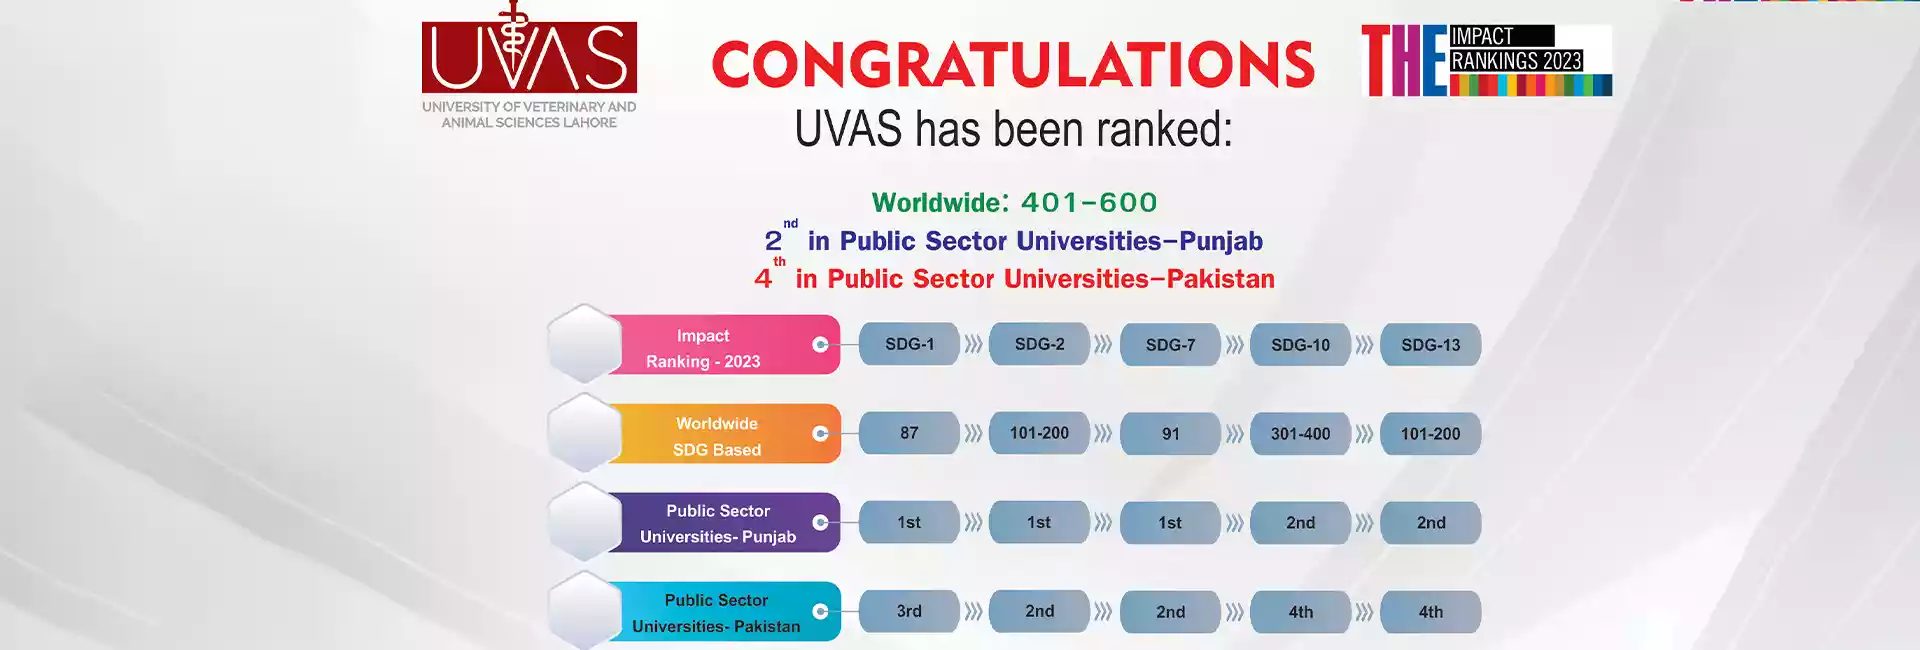 UVAS
UNIVERSITY OF VETERINARY AND
ANIMAL SCIENCES LAHORE
CONGRATULATIONS
THE IMPACT
RANKINGS 2023
UVAS has been ranked:
Worldwide: 401-600
2nd in Public Sector Universities-Punjab
4th in Public Sector Universities-Pakistan
Impact
Ranking - 2023
SDG-1 SDG-2 SDG-7 SDG-10 SDG-13
Worldwide
SDG Based
87 101-200 91 301-400 101-200
Public Sector
Universities- Punjab
1st 1st 1st 2nd 2nd
Public Sector
Universities- Pakistan
3rd 2nd 2nd 4th 4th